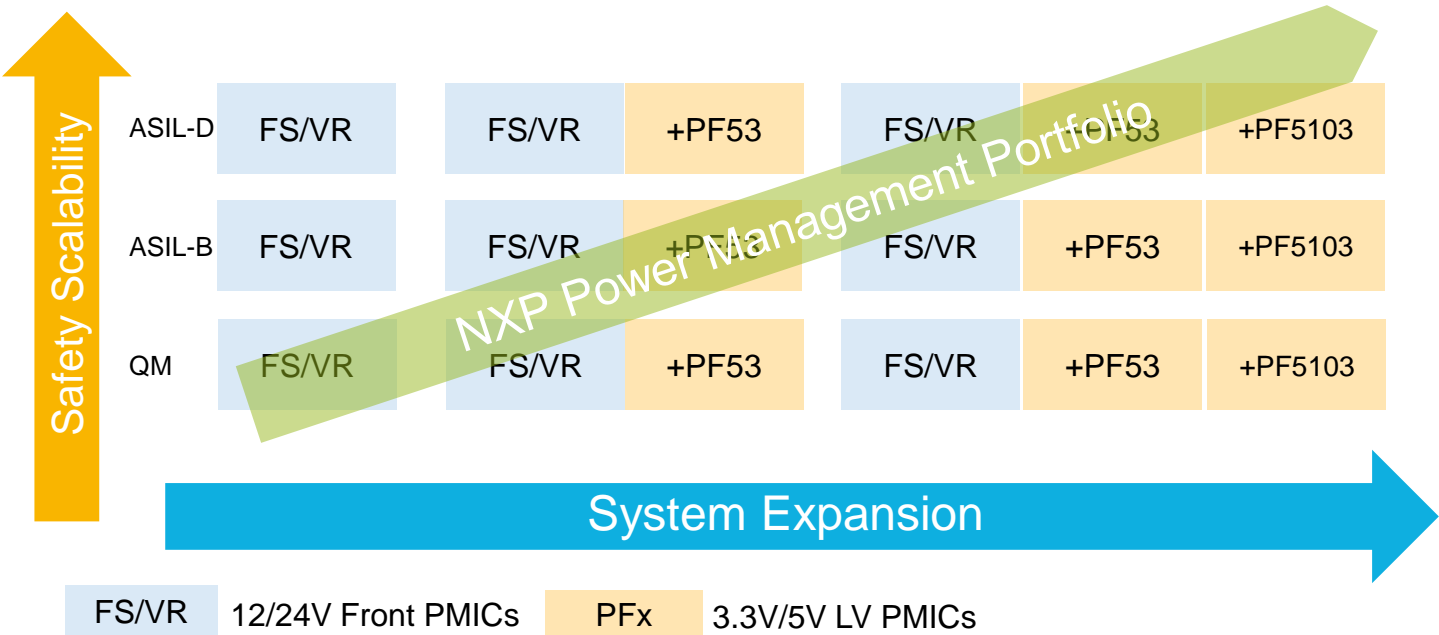 Safety Scalability
ASIL-D FS/VR FS/VR +PF53 FS/VR +PF53 +PF5103
ASIL-B FS/VR FS/VR +PF53 FS/VR +PF53 +PF5103
QM FS/VR FS/VR +PF53 FS/VR +PF53 +PF5103
NXP Power Management Portfolio
System Expansion
FS/VR 12/24V Front PMICs PFx 3.3V/5V LV PMICs